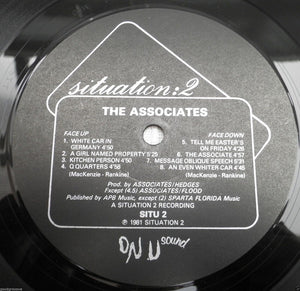 situation:2
THE ASSOCIATES
FACE UP
1. WHITE CAR IN
GERMANY 4'50
2. A GIRL NAMED PROPERTY 5'29
3. KITCHEN PERSON 4'50
4. Q QUARTERS 4'50
(MacKenzie - Rankine)
FACE DOWN
5. TELL ME EASTER'S
ON FRIDAY 4'28
6. THE ASSOCIATE 4'57
7. MESSAGE OBLIQUE SPEECH 5'31
8. AN EVEN WHITER CAR 4'45
(MacKenzie - Rankine)
Prod. by ASSOCIATES/HEDGES
Except (4.5) ASSOCIATES/FLOOD
Published by APB Music, except (2) SPARTA FLORIDA Music
A SITUATION 2 RECORDING
SITU 2
℗ 1981 SITUATION 2
ON U sound